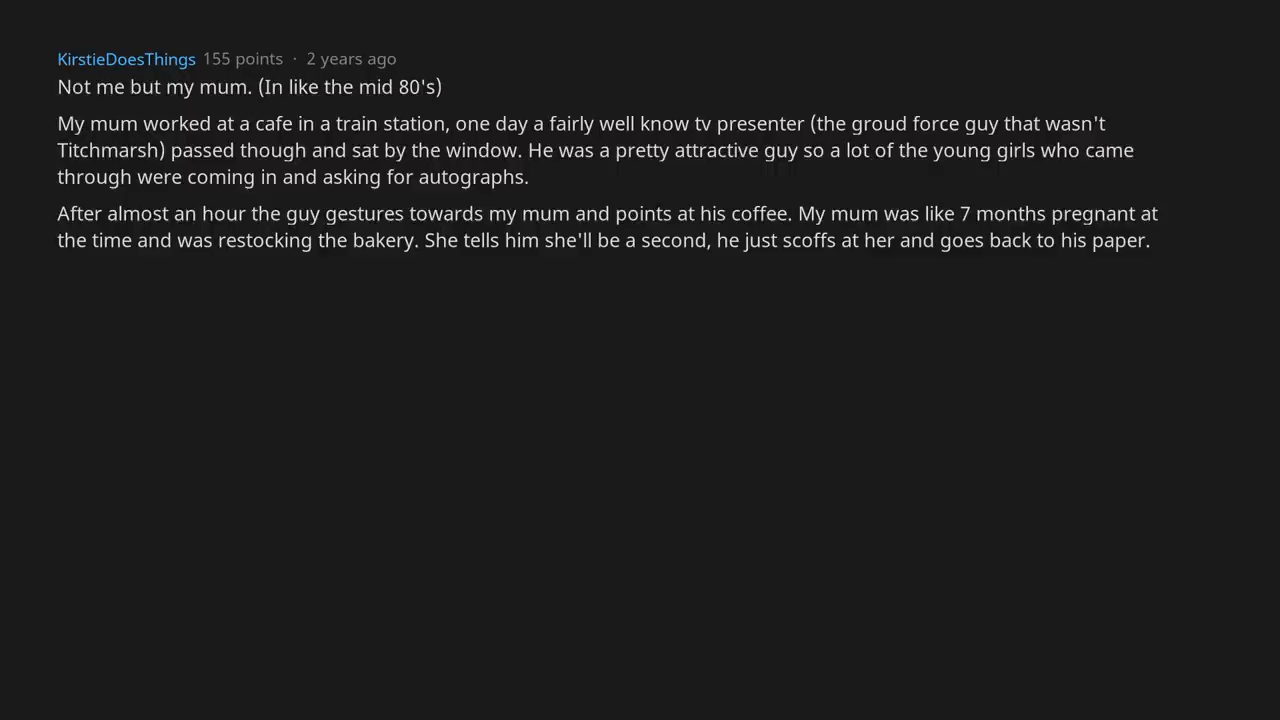 KirstieDoesThings 155 points · 2 years ago
Not me but my mum. (In like the mid 80's)
My mum worked at a cafe in a train station, one day a fairly well know tv presenter (the groud force guy that wasn't
Titchmarsh) passed though and sat by the window. He was a pretty attractive guy so a lot of the young girls who came
through were coming in and asking for autographs.
After almost an hour the guy gestures towards my mum and points at his coffee. My mum was like 7 months pregnant at
the time and was restocking the bakery. She tells him she'll be a second, he just scoffs at her and goes back to his paper.